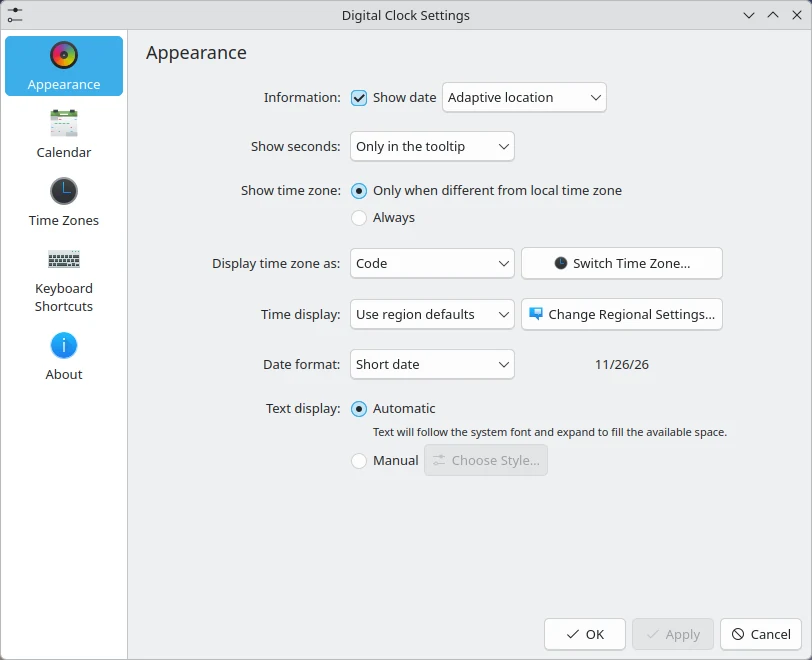 Digital Clock Settings
Appearance
Calendar
Time Zones
Keyboard
Shortcuts
About
Appearance
Information: Show date Adaptive location
Show seconds: Only in the tooltip
Show time zone: Only when different from local time zone
Always
Display time zone as: Code Switch Time Zone...
Time display: Use region defaults Change Regional Settings...
Date format: Short date 11/26/26
Text display: Automatic
Text will follow the system font and expand to fill the available space.
Manual Choose Style...
OK Apply Cancel